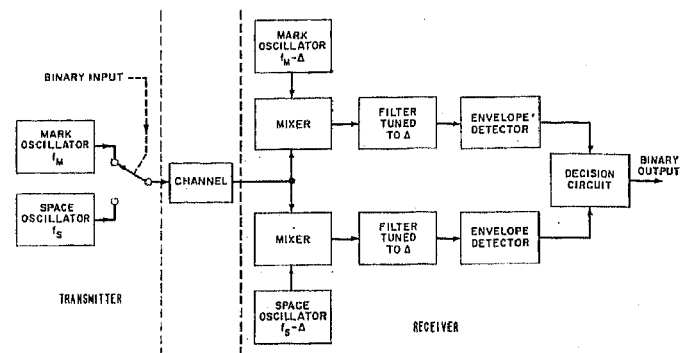 BINARY INPUT
MARK
OSCILLATOR
f_M
SPACE
OSCILLATOR
f_S
TRANSMITTER
CHANNEL
MARK
OSCILLATOR
f_M-Δ
MIXER
FILTER
TUNED
TO Δ
ENVELOPE
DETECTOR
DECISION
CIRCUIT
BINARY
OUTPUT
MIXER
FILTER
TUNED
TO Δ
ENVELOPE
DETECTOR
SPACE
OSCILLATOR
f_S-Δ
RECEIVER